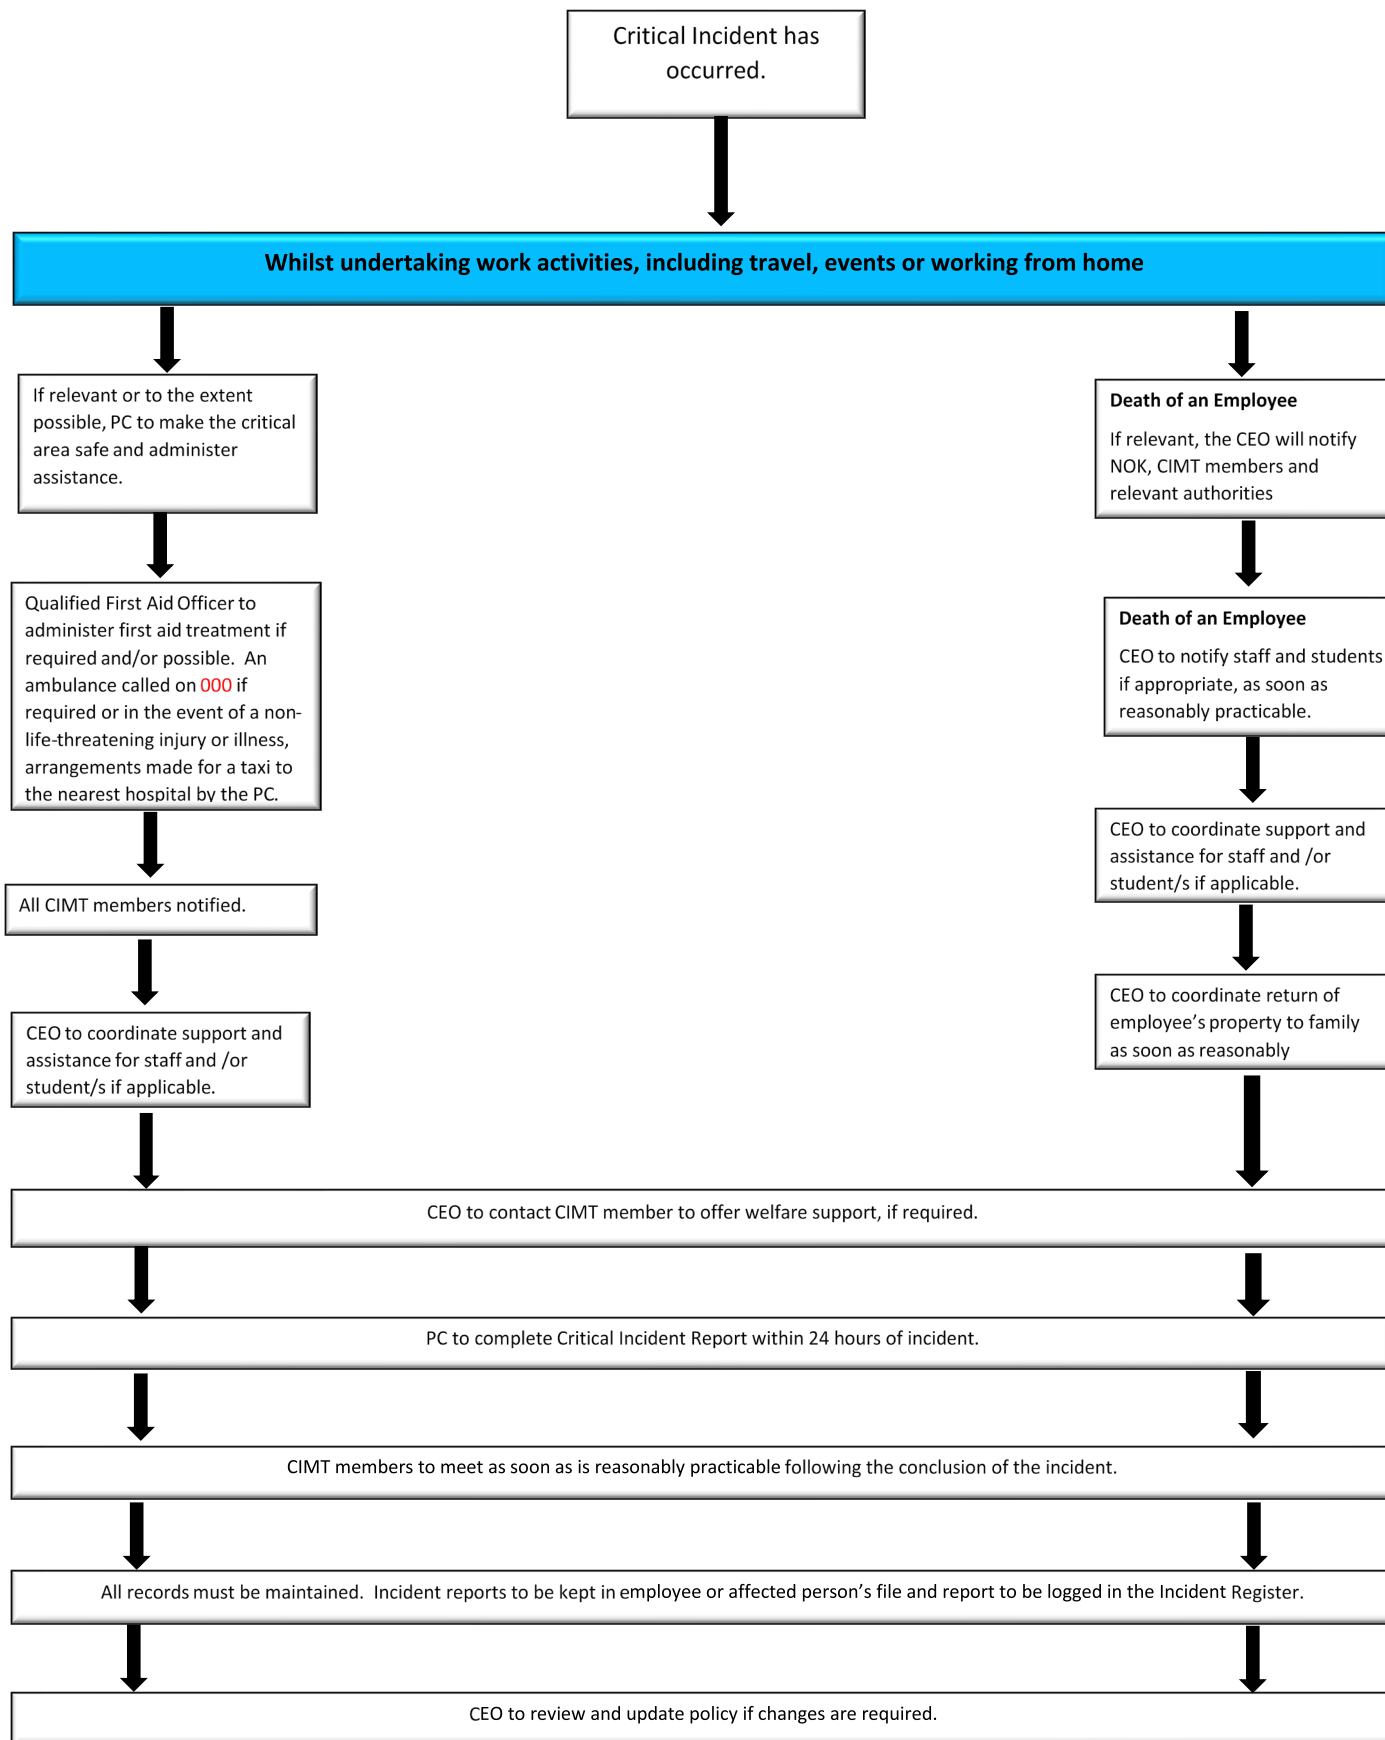 Critical Incident has
occurred.
Whilst undertaking work activities, including travel, events or working from home
If relevant or to the extent
possible, PC to make the critical
area safe and administer
assistance.
Qualified First Aid Officer to
administer first aid treatment if
required and/or possible.  An
ambulance called on 000 if
required or in the event of a non-
life-threatening injury or illness,
arrangements made for a taxi to
the nearest hospital by the PC.
All CIMT members notified.
CEO to coordinate support and
assistance for staff and /or
student/s if applicable.
Death of an Employee
If relevant, the CEO will notify
NOK, CIMT members and
relevant authorities
Death of an Employee
CEO to notify staff and students
if appropriate, as soon as
reasonably practicable.
CEO to coordinate support and
assistance for staff and /or
student/s if applicable.
CEO to coordinate return of
employee’s property to family
as soon as reasonably
CEO to contact CIMT member to offer welfare support, if required.
PC to complete Critical Incident Report within 24 hours of incident.
CIMT members to meet as soon as is reasonably practicable following the conclusion of the incident.
All records must be maintained.  Incident reports to be kept in employee or affected person’s file and report to be logged in the Incident Register.
CEO to review and update policy if changes are required.